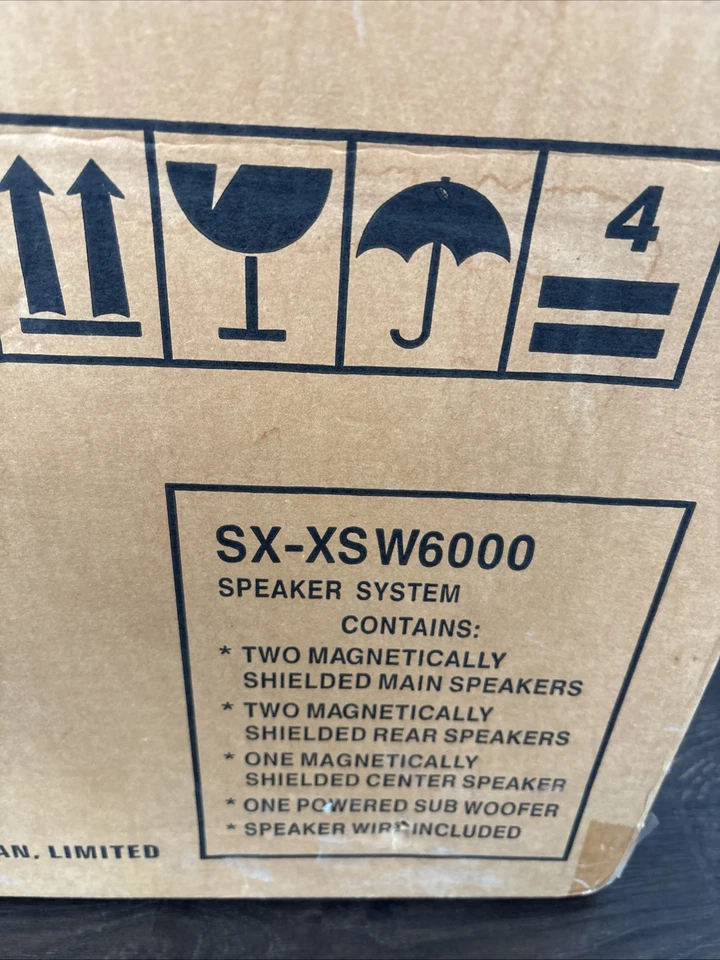 4
SX-XSW6000
SPEAKER SYSTEM
CONTAINS:
* TWO MAGNETICALLY
SHIELDED MAIN SPEAKERS
* TWO MAGNETICALLY
SHIELDED REAR SPEAKERS
* ONE MAGNETICALLY
SHIELDED CENTER SPEAKER
* ONE POWERED SUB WOOFER
* SPEAKER WIRE INCLUDED
AN, LIMITED